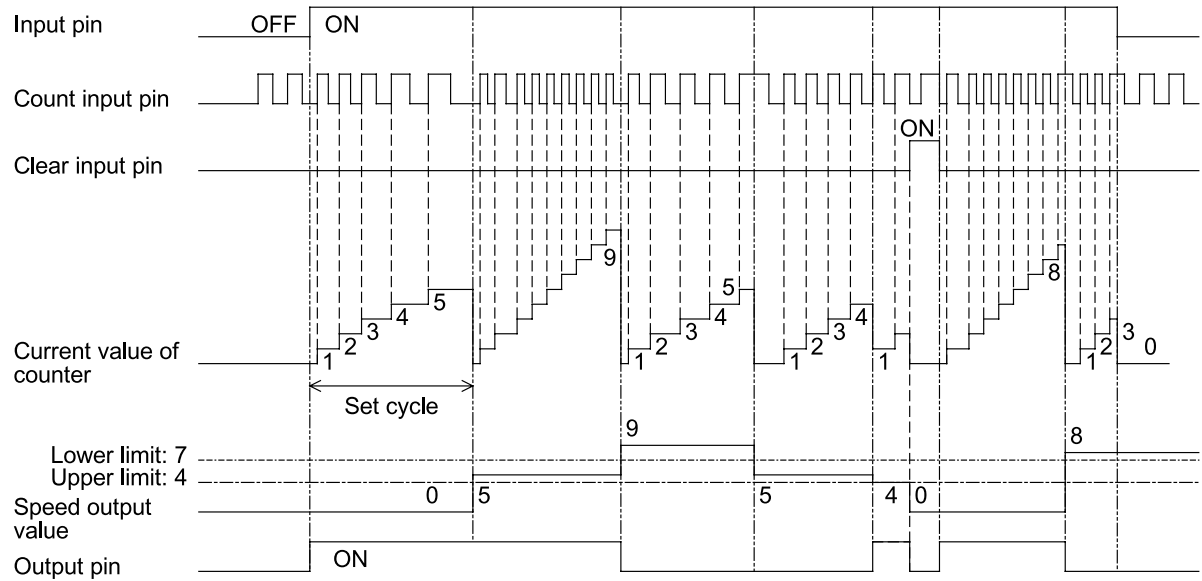 Input pin
OFF ON
Count input pin
ON
Clear input pin
9
5
8
5
4
4
3
4
3
3
2
2
2
1
1
1
1
1
0
Current value of
counter
Set cycle
9
8
Lower limit: 7
Upper limit: 4
0 5 5 4 0
Speed output
value
ON
Output pin